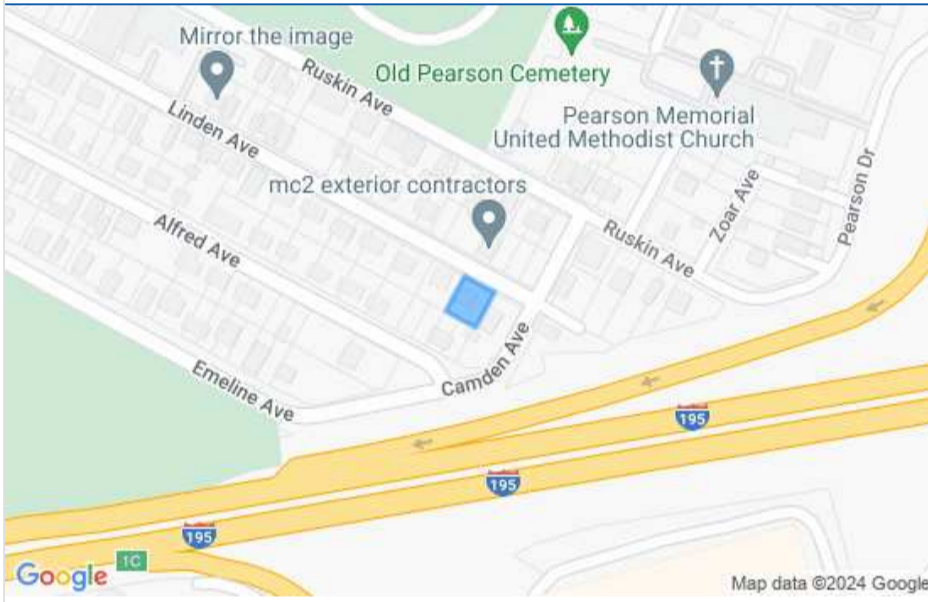 Mirror the image
Ruskin Ave
Old Pearson Cemetery
Pearson Memorial
United Methodist Church
Linden Ave
mc2 exterior contractors
Zoar Ave
Pearson Dr
Alfred Ave
Ruskin Ave
Camden Ave
Emeline Ave
195
195
195
1C
Google
Map data ©2024 Google